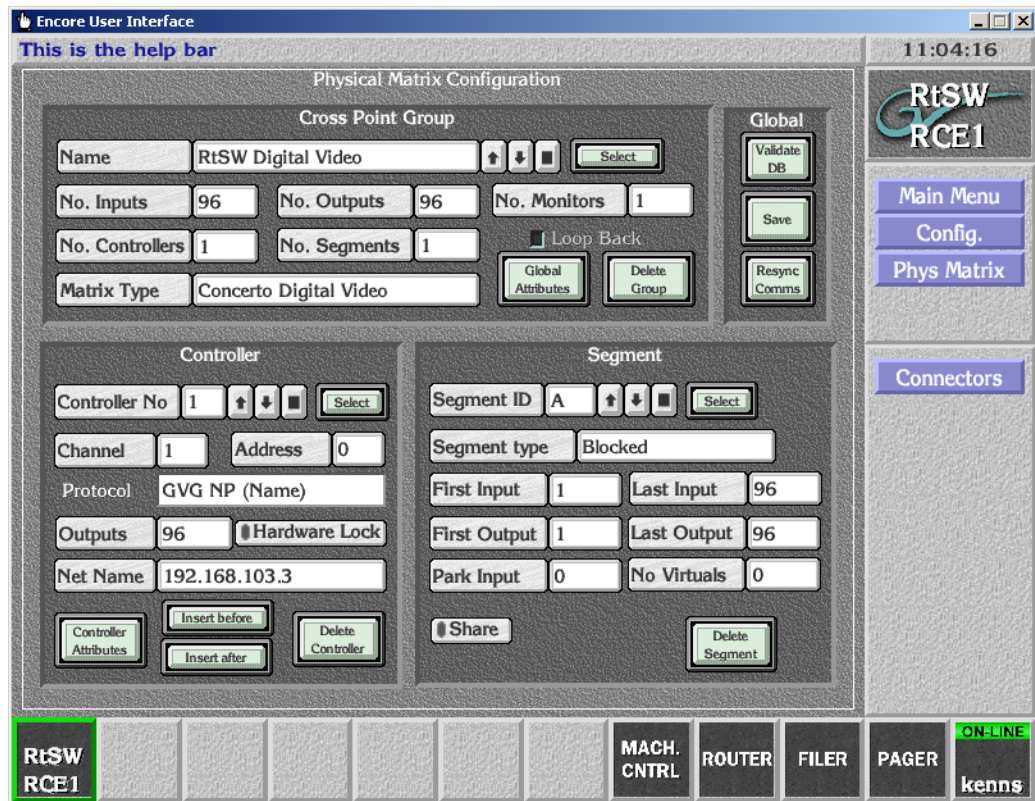 Encore User Interface
This is the help bar
11:04:16
RtSW
RCE1
Physical Matrix Configuration
Cross Point Group
Name RtSW Digital Video Select
No. Inputs 96 No. Outputs 96 No. Monitors 1
No. Controllers 1 No. Segments 1 Loop Back
Matrix Type Concerto Digital Video
Global Attributes
Delete Group
Global
Validate DB
Save
Resync Comms
Main Menu
Config.
Phys Matrix
Connectors
Controller
Controller No 1 Select
Channel 1 Address 0
Protocol GVG NP (Name)
Outputs 96 Hardware Lock
Net Name 192.168.103.3
Controller Attributes
Insert before
Insert after
Delete Controller
Segment
Segment ID A Select
Segment type Blocked
First Input 1 Last Input 96
First Output 1 Last Output 96
Park Input 0 No Virtuals 0
Share
Delete Segment
RtSW
RCE1
MACH.
CNTRL
ROUTER
FILER
PAGER
ON-LINE
kenns